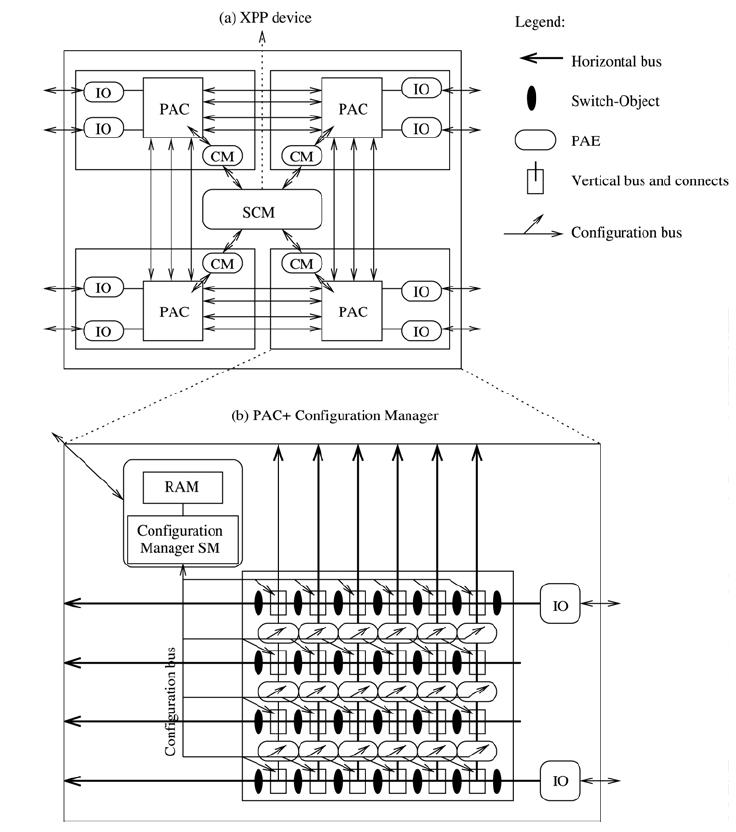 (a) XPP device
Legend:
Horizontal bus
Switch-Object
PAE
Vertical bus and connects
Configuration bus
IO
PAC
PAC
IO
IO
IO
CM
CM
SCM
CM
CM
IO
PAC
PAC
IO
IO
IO
(b) PAC+ Configuration Manager
RAM
Configuration
Manager SM
IO
Configuration bus
IO